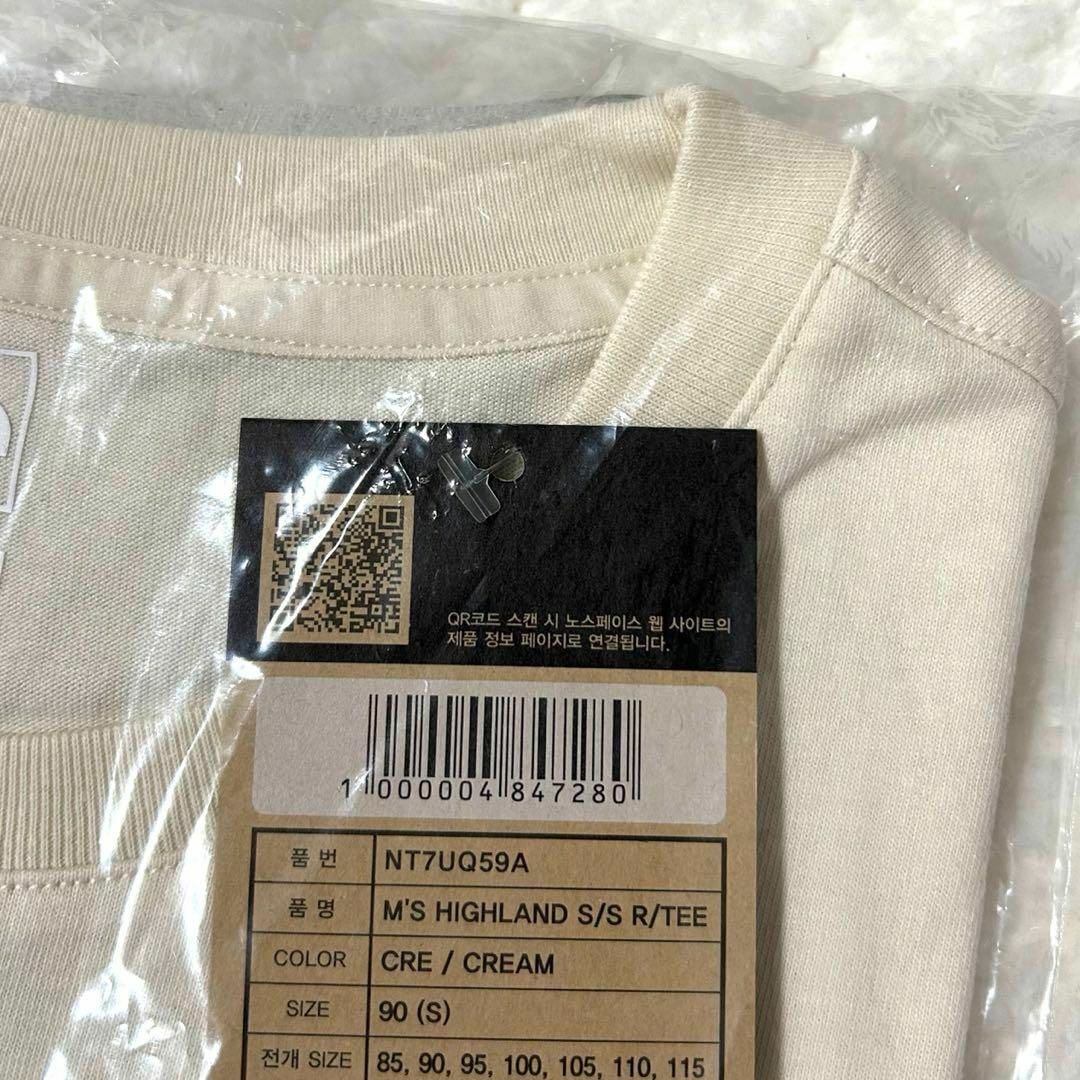 QR코드 스캔 시 노스페이스 웹 사이트의
제품 정보 페이지로 연결됩니다.
1 000004 847280
품 번 NT7UQ59A
품 명 M'S HIGHLAND S/S R/TEE
COLOR CRE / CREAM
SIZE 90 (S)
전개 SIZE 85, 90, 95, 100, 105, 110, 115